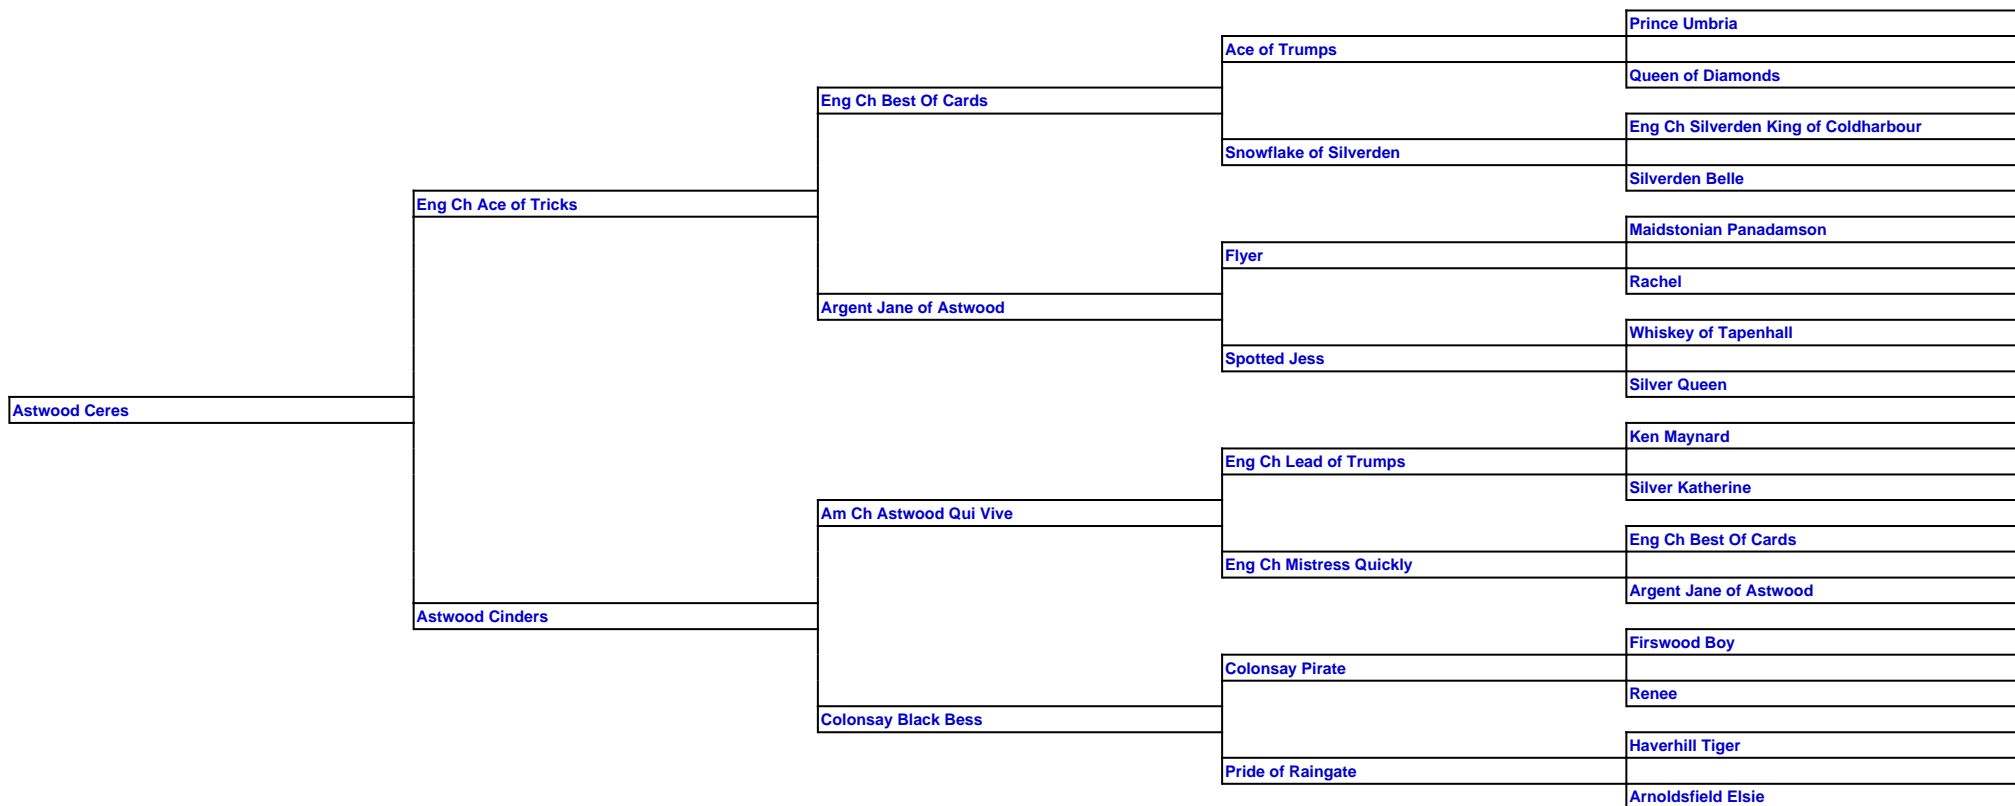 Prince Umbria
Ace of Trumps
Queen of Diamonds
Eng Ch Best Of Cards
Eng Ch Silverden King of Coldharbour
Snowflake of Silverden
Silverden Belle
Eng Ch Ace of Tricks
Maidstonian Panadamson
Flyer
Rachel
Argent Jane of Astwood
Whiskey of Tapenhall
Spotted Jess
Silver Queen
Astwood Ceres
Ken Maynard
Eng Ch Lead of Trumps
Silver Katherine
Am Ch Astwood Qui Vive
Eng Ch Best Of Cards
Eng Ch Mistress Quickly
Argent Jane of Astwood
Astwood Cinders
Firswood Boy
Colonsay Pirate
Renee
Colonsay Black Bess
Haverhill Tiger
Pride of Raingate
Arnoldsfield Elsie